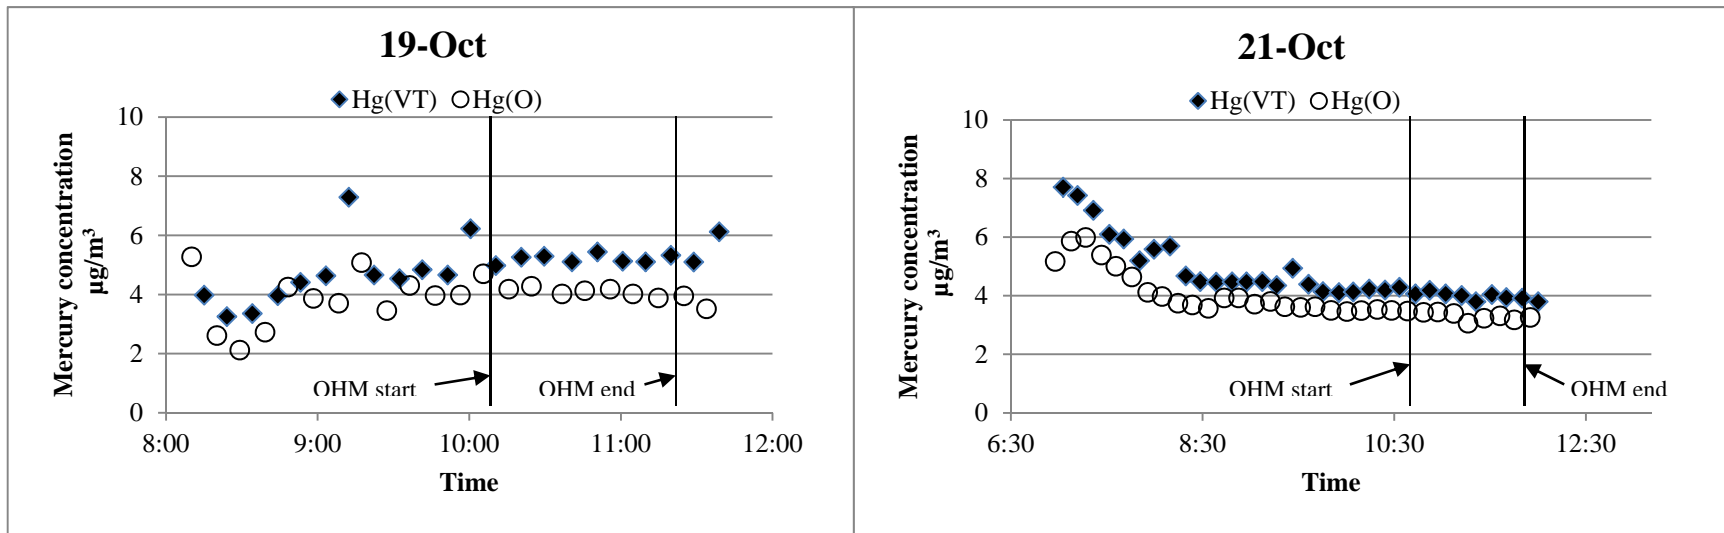 19-Oct
Hg(VT) Hg(O)
Mercury concentration
µg/m³
10
8
6
4
2
0
OHM start
OHM end
8:00 9:00 10:00 11:00 12:00
Time
21-Oct
Hg(VT) Hg(O)
Mercury concentration
µg/m³
10
8
6
4
2
0
OHM start
OHM end
6:30 8:30 10:30 12:30
Time